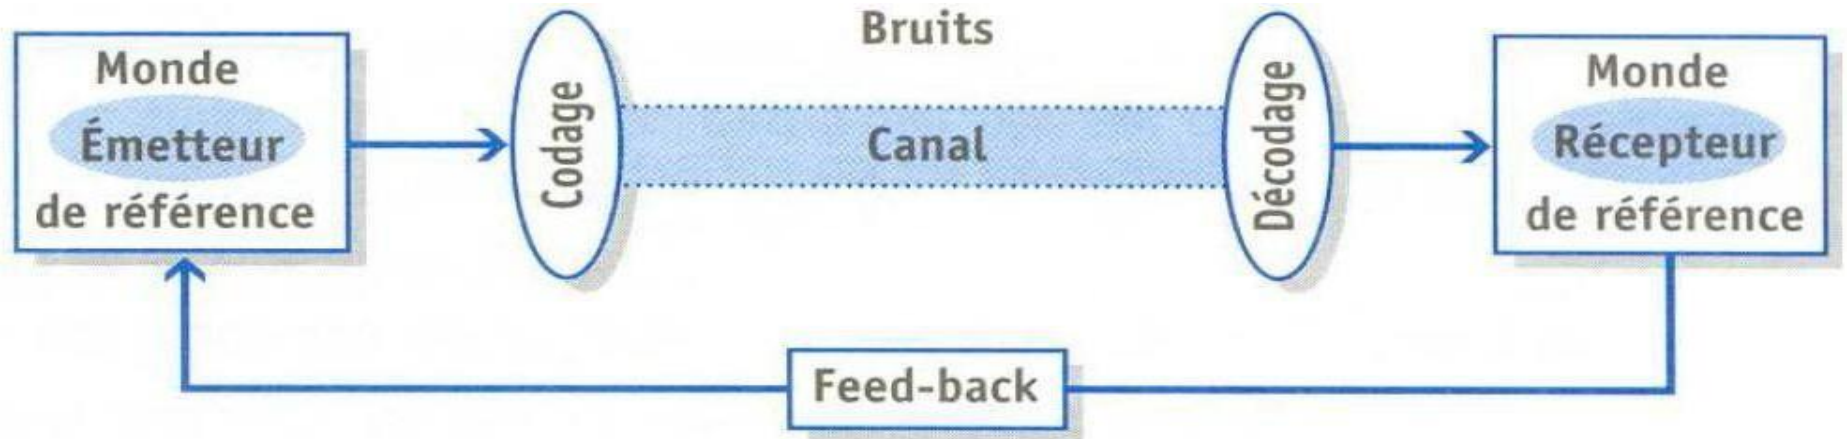 Monde
Émetteur
de référence
Codage
Bruits
Canal
Décodage
Monde
Récepteur
de référence
Feed-back